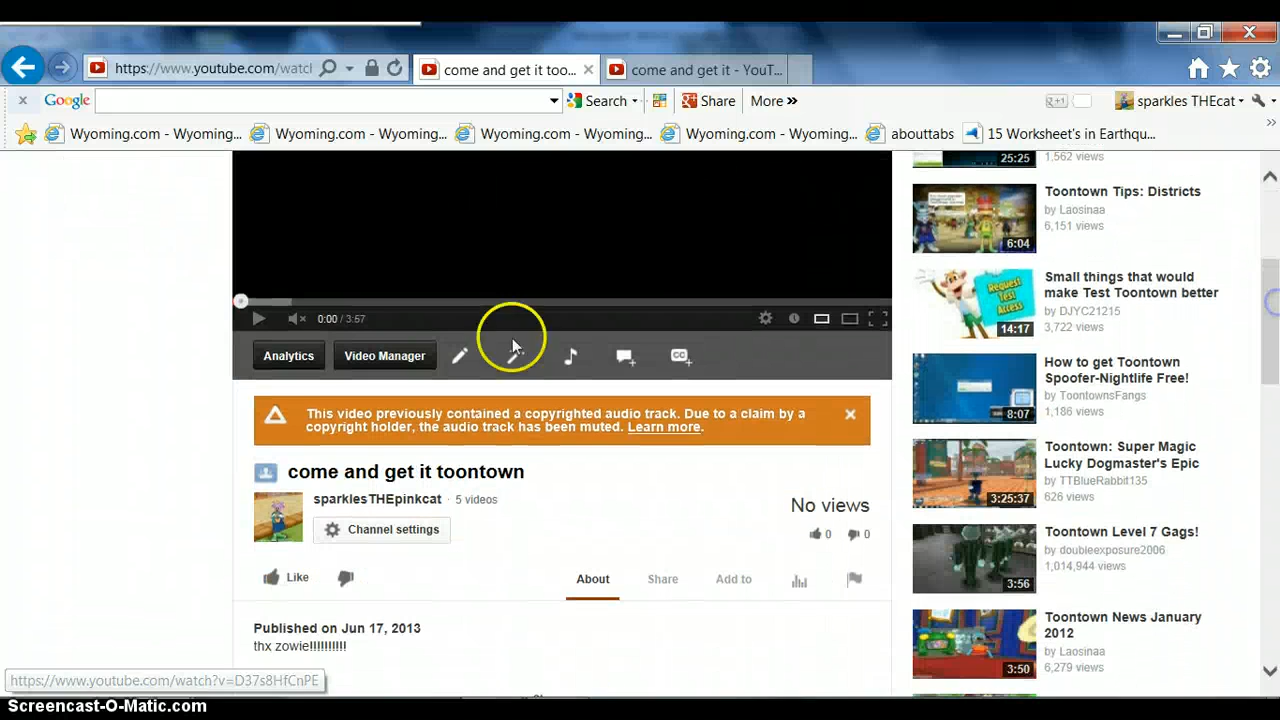 https://www.youtube.com/watcl
come and get it too...
come and get it - YouT...
Google
Search
Share
More »
g+1
sparkles THEcat
Wyoming.com - Wyoming...
Wyoming.com - Wyoming...
Wyoming.com - Wyoming...
Wyoming.com - Wyoming...
abouttabs
15 Worksheet's in Earthqu...
0:00 / 3:57
Analytics
Video Manager
CC
This video previously contained a copyrighted audio track. Due to a claim by a
copyright holder, the audio track has been muted. Learn more.
come and get it toontown
sparklesTHEpinkcat · 5 videos
Channel settings
No views
0
0
Like
About
Share
Add to
Published on Jun 17, 2013
thx zowie!!!!!!!!!!
https://www.youtube.com/watch?v=D37s8HfCnPE
25:25
1,562 views
6:04
Toontown Tips: Districts
by Laosinaa
6,151 views
Request
Test
Access
14:17
Small things that would
make Test Toontown better
by DJYC21215
3,722 views
8:07
How to get Toontown
Spoofer-Nightlife Free!
by ToontownsFangs
1,186 views
3:25:37
Toontown: Super Magic
Lucky Dogmaster's Epic
by TTBlueRabbit135
626 views
3:56
Toontown Level 7 Gags!
by doubleexposure2006
1,014,944 views
3:50
Toontown News January
2012
by Laosinaa
6,279 views
Screencast-O-Matic.com